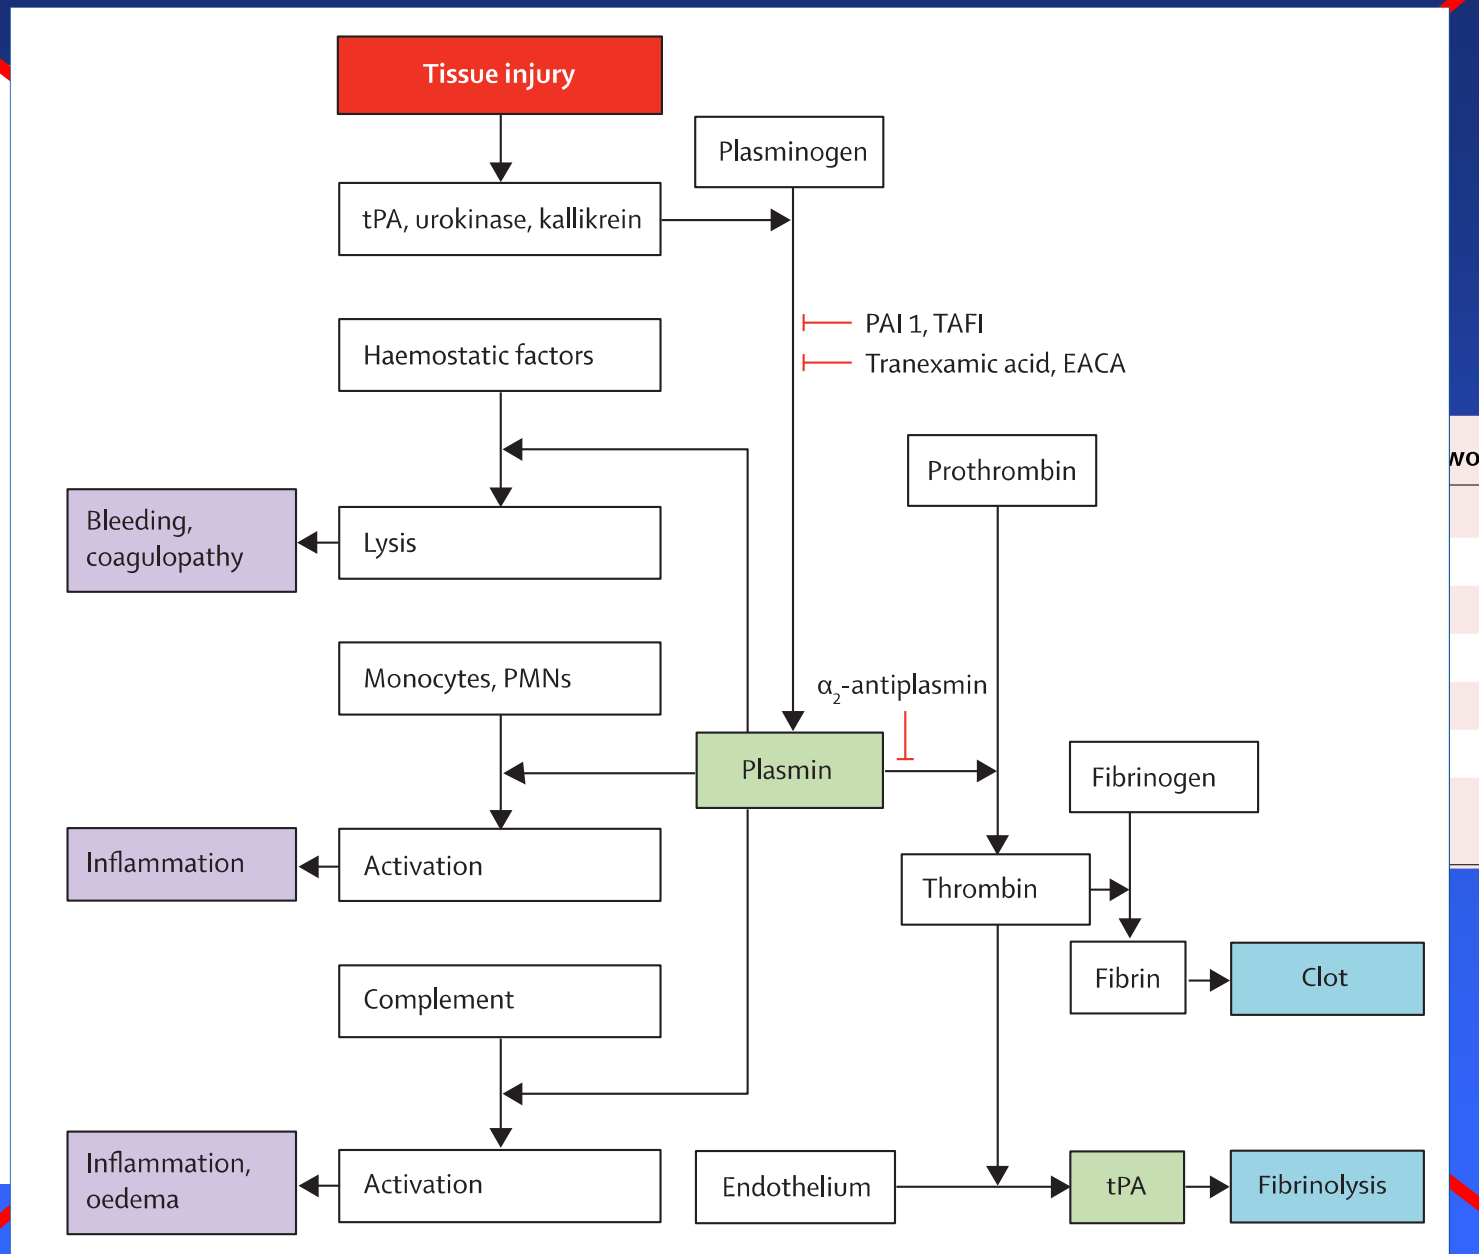 Tissue injury
Plasminogen
tPA, urokinase, kallikrein
PAI 1, TAFI
Haemostatic factors
Tranexamic acid, EACA
Prothrombin
Bleeding,
coagulopathy
Lysis
Monocytes, PMNs
α₂-antiplasmin
Plasmin
Fibrinogen
Inflammation
Activation
Thrombin
Fibrin
Clot
Complement
Inflammation,
oedema
Activation
Endothelium
tPA
Fibrinolysis